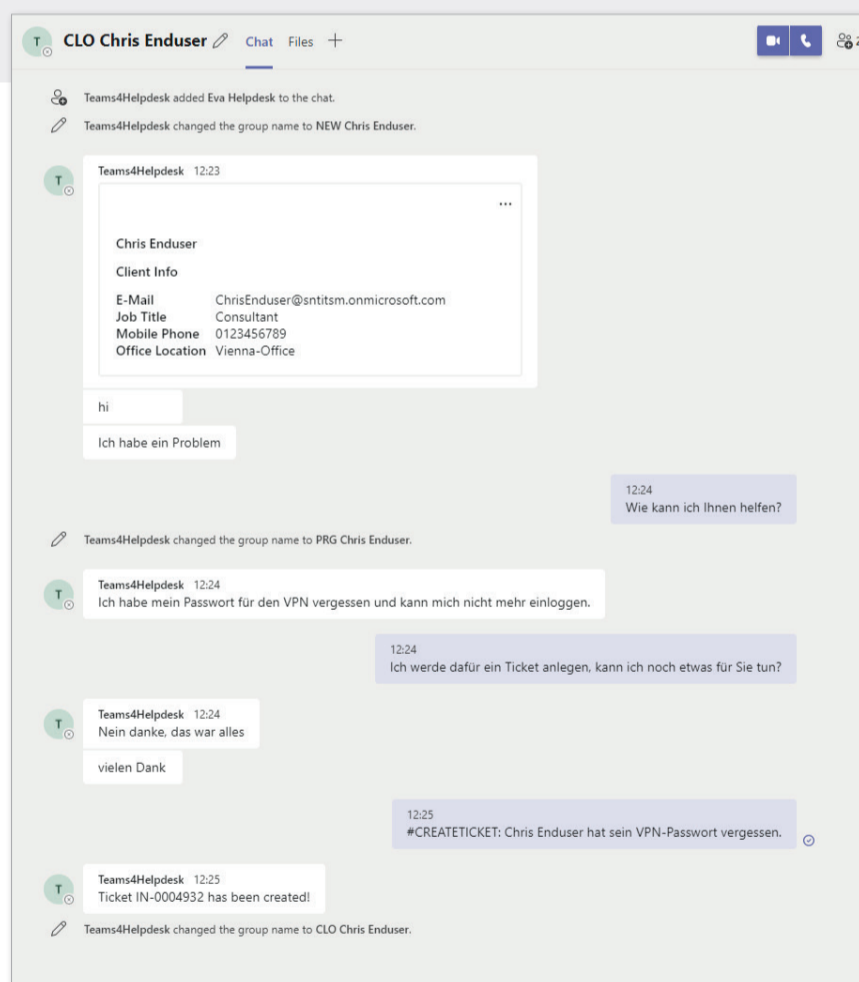 T CLO Chris Enduser Chat Files + 2
Teams4Helpdesk added Eva Helpdesk to the chat.
Teams4Helpdesk changed the group name to NEW Chris Enduser.
T Teams4Helpdesk 12:23
...
Chris Enduser
Client Info
E-Mail ChrisEnduser@sntitsm.onmicrosoft.com
Job Title Consultant
Mobile Phone 0123456789
Office Location Vienna-Office
hi
Ich habe ein Problem
12:24
Wie kann ich Ihnen helfen?
Teams4Helpdesk changed the group name to PRG Chris Enduser.
T Teams4Helpdesk 12:24
Ich habe mein Passwort für den VPN vergessen und kann mich nicht mehr einloggen.
12:24
Ich werde dafür ein Ticket anlegen, kann ich noch etwas für Sie tun?
T Teams4Helpdesk 12:24
Nein danke, das war alles
vielen Dank
12:25
#CREATETICKET: Chris Enduser hat sein VPN-Passwort vergessen.
T Teams4Helpdesk 12:25
Ticket IN-0004932 has been created!
Teams4Helpdesk changed the group name to CLO Chris Enduser.